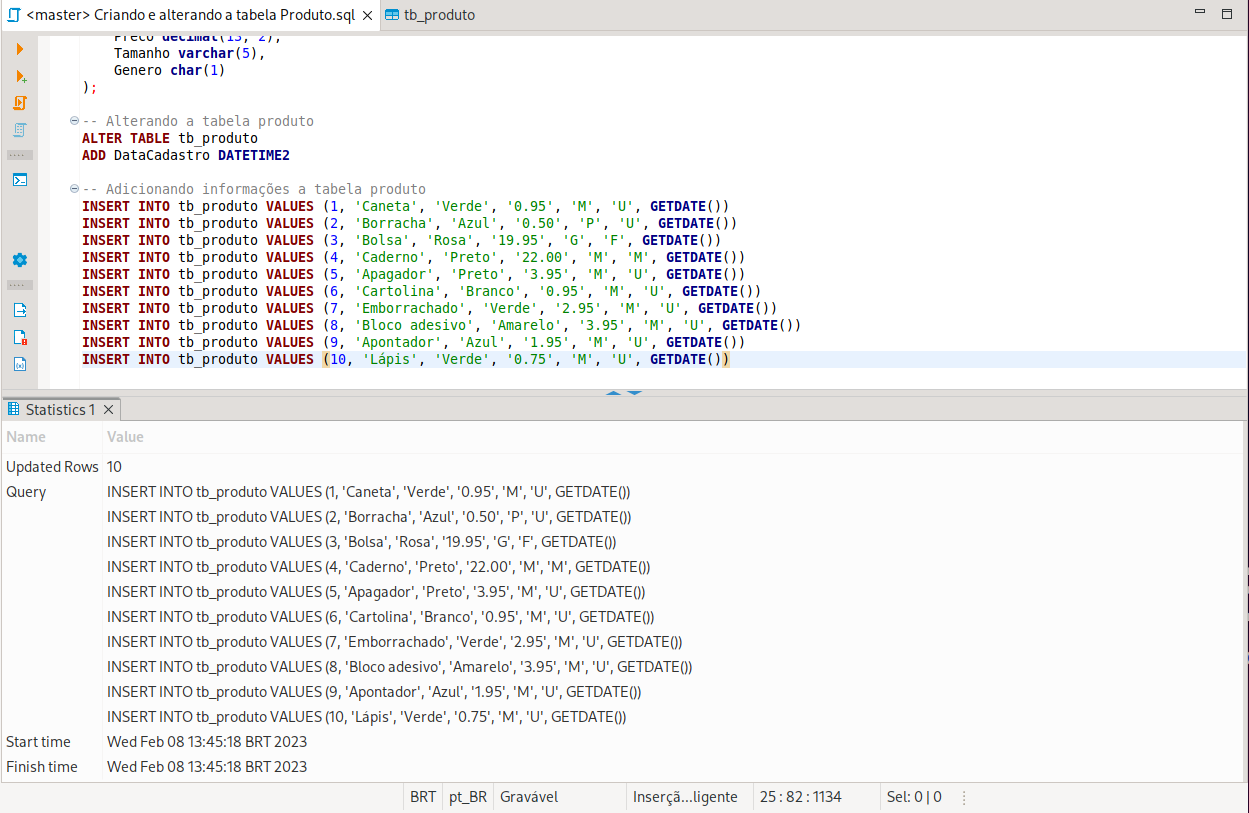 <master> Criando e alterando a tabela Produto.sql
tb_produto
Preco decimal(13, 2),
Tamanho varchar(5),
Genero char(1)
);
-- Alterando a tabela produto
ALTER TABLE tb_produto
ADD DataCadastro DATETIME2
-- Adicionando informações a tabela produto
INSERT INTO tb_produto VALUES (1, 'Caneta', 'Verde', '0.95', 'M', 'U', GETDATE())
INSERT INTO tb_produto VALUES (2, 'Borracha', 'Azul', '0.50', 'P', 'U', GETDATE())
INSERT INTO tb_produto VALUES (3, 'Bolsa', 'Rosa', '19.95', 'G', 'F', GETDATE())
INSERT INTO tb_produto VALUES (4, 'Caderno', 'Preto', '22.00', 'M', 'M', GETDATE())
INSERT INTO tb_produto VALUES (5, 'Apagador', 'Preto', '3.95', 'M', 'U', GETDATE())
INSERT INTO tb_produto VALUES (6, 'Cartolina', 'Branco', '0.95', 'M', 'U', GETDATE())
INSERT INTO tb_produto VALUES (7, 'Emborrachado', 'Verde', '2.95', 'M', 'U', GETDATE())
INSERT INTO tb_produto VALUES (8, 'Bloco adesivo', 'Amarelo', '3.95', 'M', 'U', GETDATE())
INSERT INTO tb_produto VALUES (9, 'Apontador', 'Azul', '1.95', 'M', 'U', GETDATE())
INSERT INTO tb_produto VALUES (10, 'Lápis', 'Verde', '0.75', 'M', 'U', GETDATE())
Statistics 1
Name Value
Updated Rows 10
Query INSERT INTO tb_produto VALUES (1, 'Caneta', 'Verde', '0.95', 'M', 'U', GETDATE())
INSERT INTO tb_produto VALUES (2, 'Borracha', 'Azul', '0.50', 'P', 'U', GETDATE())
INSERT INTO tb_produto VALUES (3, 'Bolsa', 'Rosa', '19.95', 'G', 'F', GETDATE())
INSERT INTO tb_produto VALUES (4, 'Caderno', 'Preto', '22.00', 'M', 'M', GETDATE())
INSERT INTO tb_produto VALUES (5, 'Apagador', 'Preto', '3.95', 'M', 'U', GETDATE())
INSERT INTO tb_produto VALUES (6, 'Cartolina', 'Branco', '0.95', 'M', 'U', GETDATE())
INSERT INTO tb_produto VALUES (7, 'Emborrachado', 'Verde', '2.95', 'M', 'U', GETDATE())
INSERT INTO tb_produto VALUES (8, 'Bloco adesivo', 'Amarelo', '3.95', 'M', 'U', GETDATE())
INSERT INTO tb_produto VALUES (9, 'Apontador', 'Azul', '1.95', 'M', 'U', GETDATE())
INSERT INTO tb_produto VALUES (10, 'Lápis', 'Verde', '0.75', 'M', 'U', GETDATE())
Start time Wed Feb 08 13:45:18 BRT 2023
Finish time Wed Feb 08 13:45:18 BRT 2023
BRT pt_BR Gravável Inserçã...ligente 25 : 82 : 1134 Sel: 0 | 0